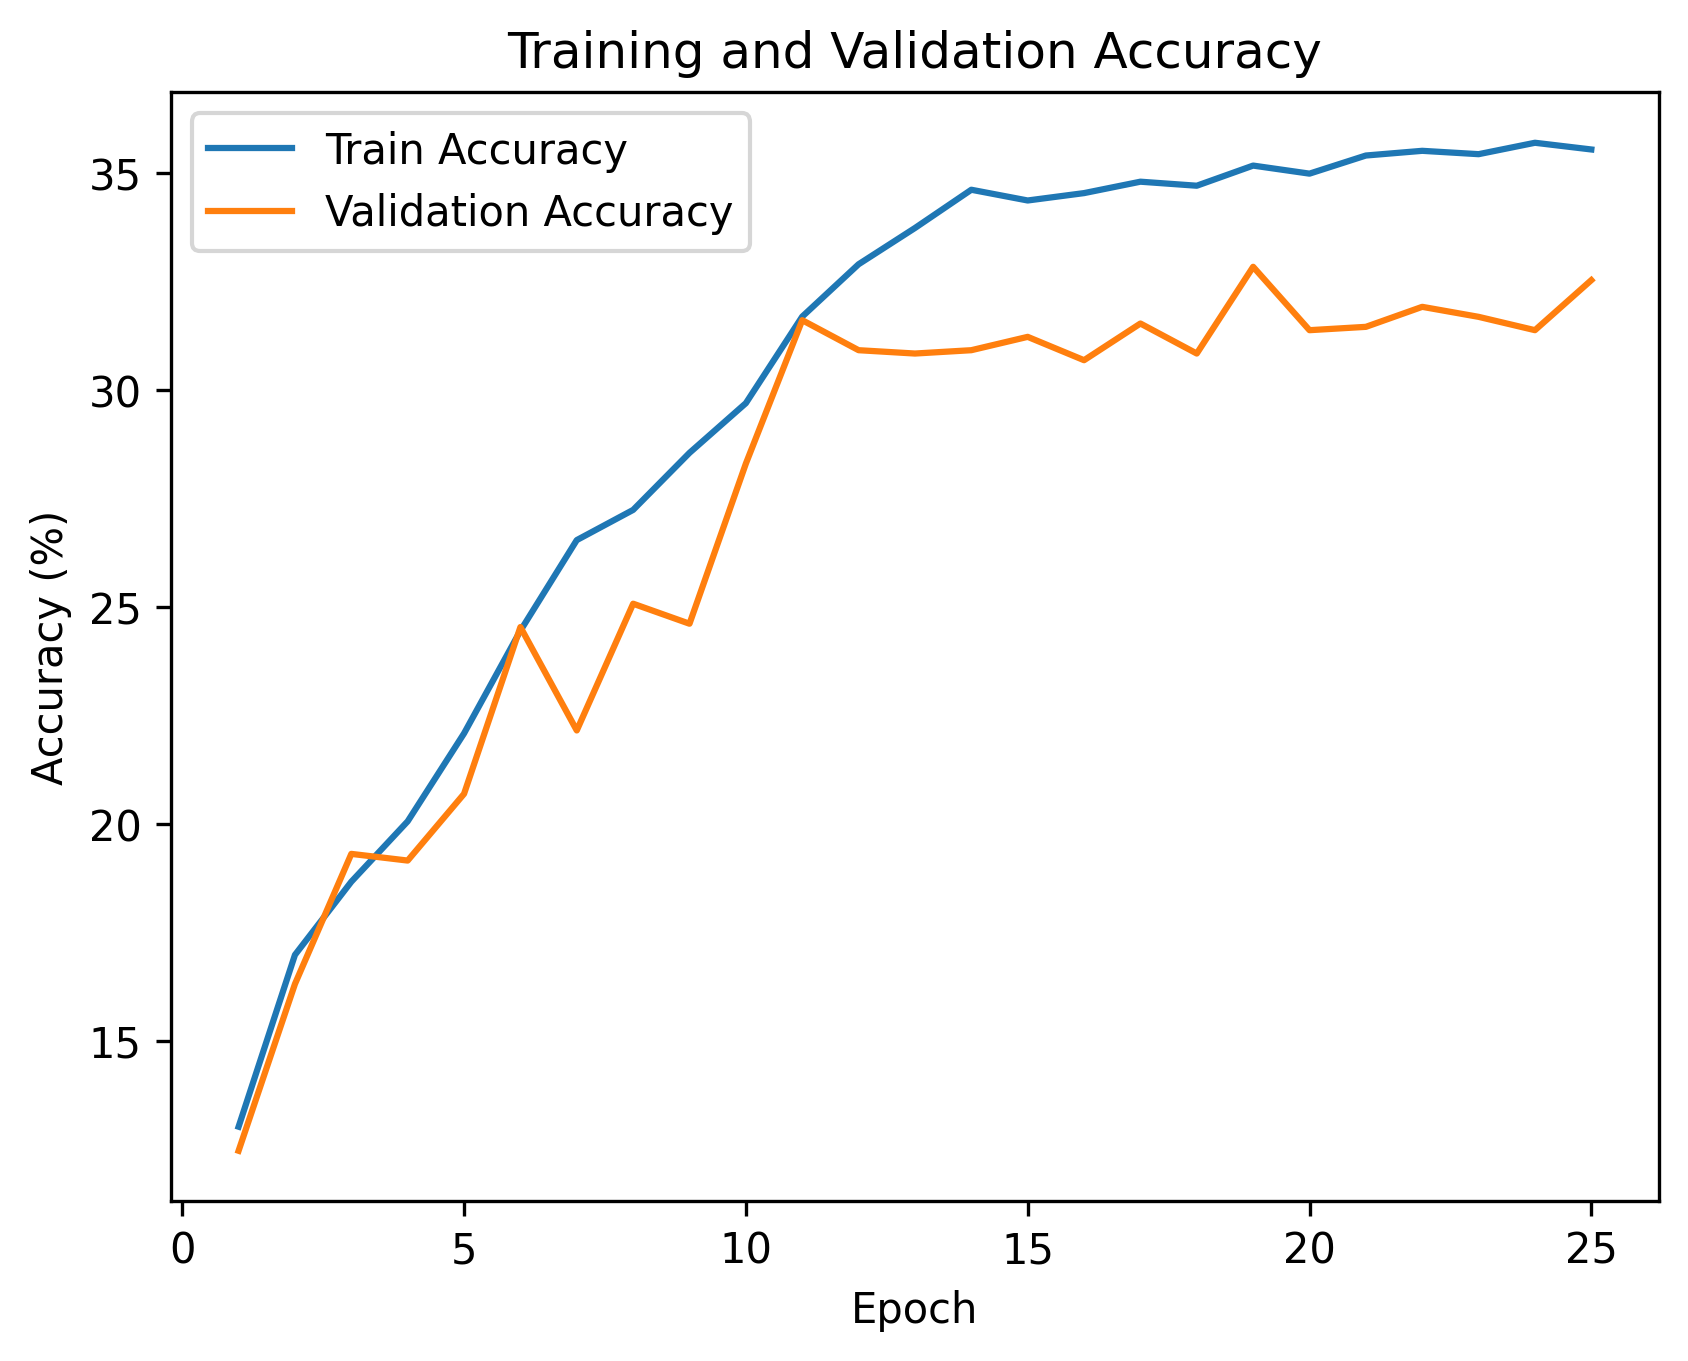 Training and Validation Accuracy
Train Accuracy
Validation Accuracy
35
30
25
20
15
Accuracy (%)
0 5 10 15 20 25
Epoch